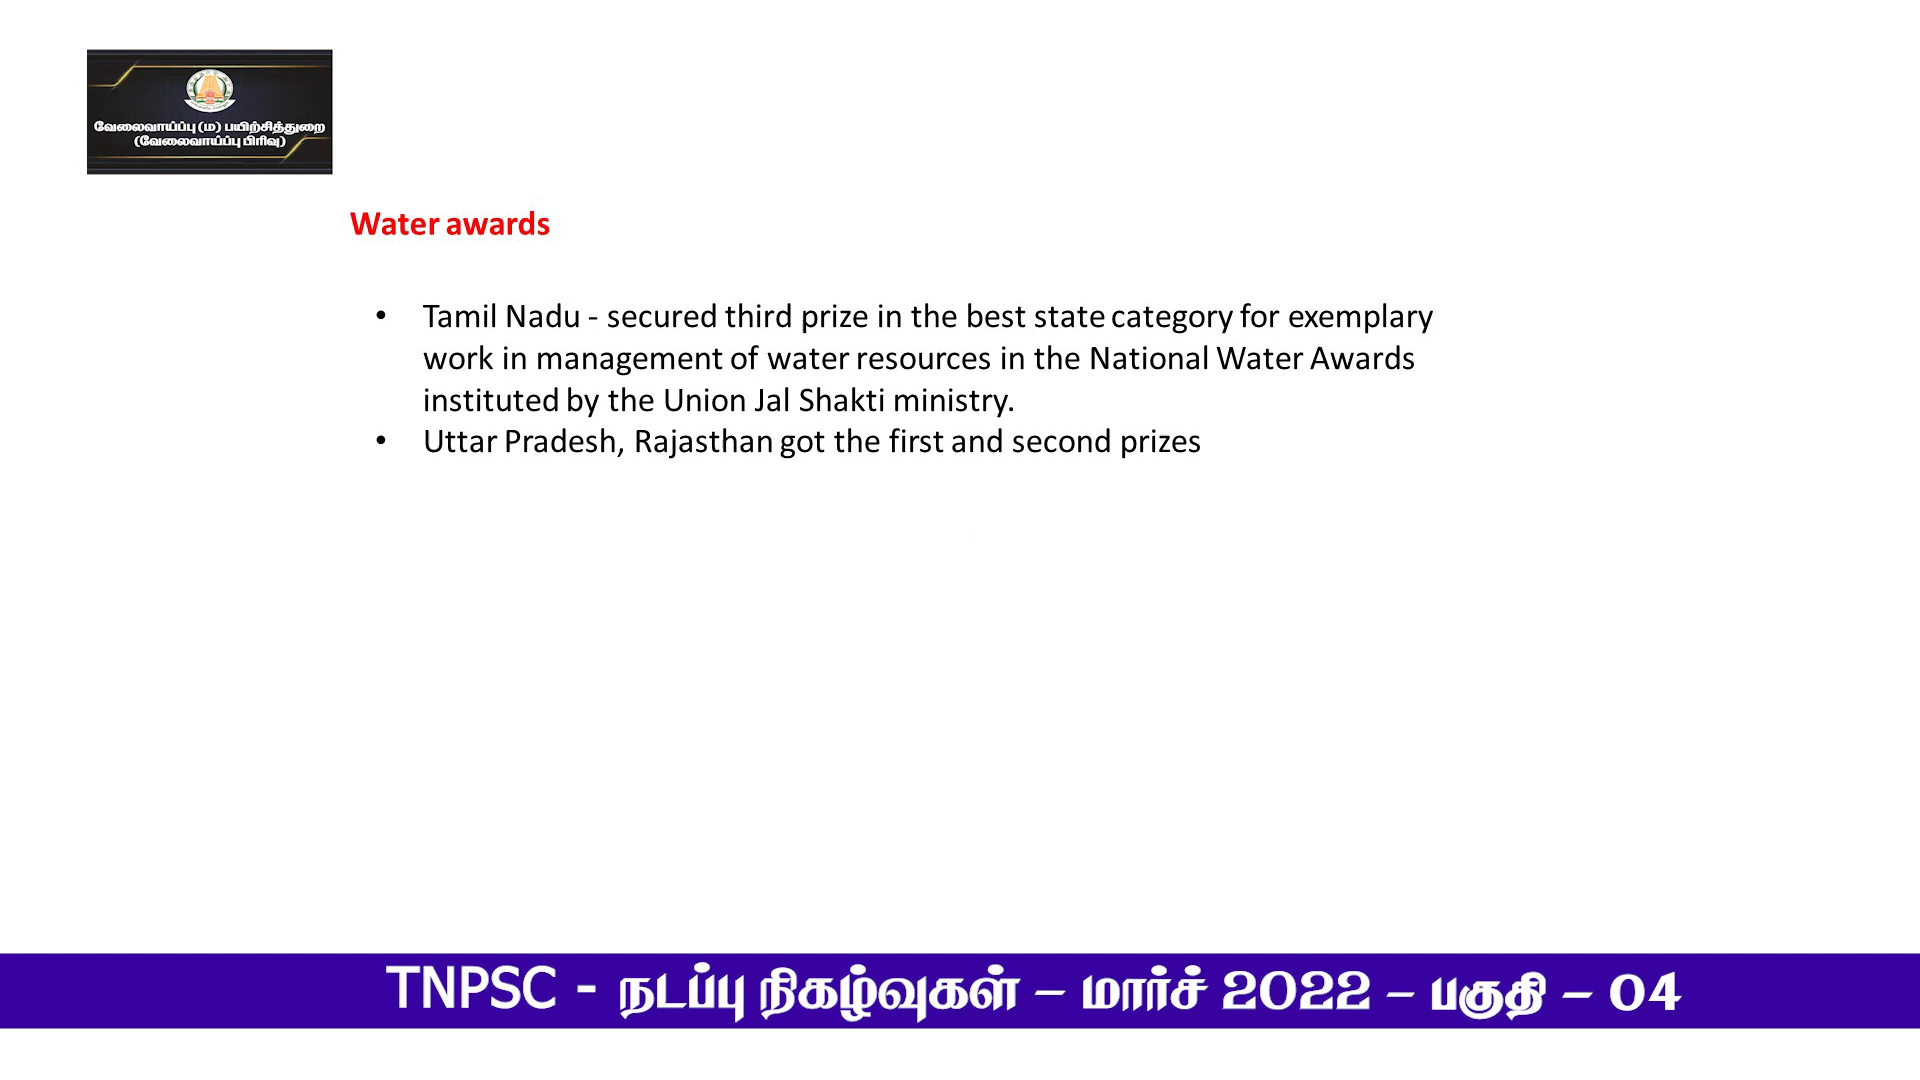 வேலைவாய்ப்பு (ம) பயிற்சித்துறை
(வேலைவாய்ப்பு பிரிவு)
Water awards
• Tamil Nadu - secured third prize in the best state category for exemplary
work in management of water resources in the National Water Awards
instituted by the Union Jal Shakti ministry.
• Uttar Pradesh, Rajasthan got the first and second prizes
TNPSC - நடப்பு நிகழ்வுகள் – மார்ச் 2022 – பகுதி – 04